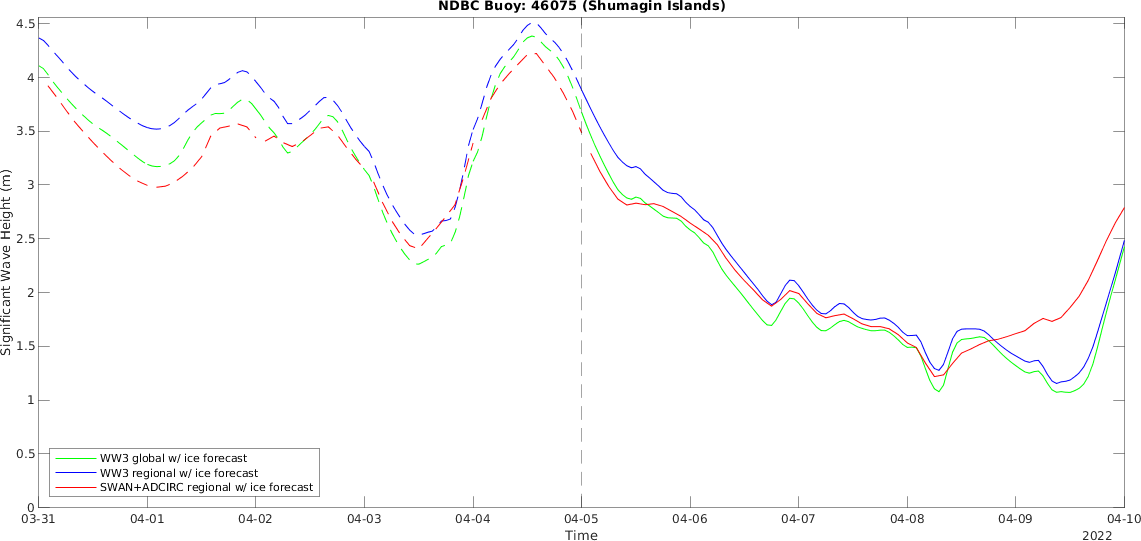 NDBC Buoy: 46075 (Shumagin Islands)
4.5
4
3.5
3
2.5
2
1.5
1
0.5
0
Significant Wave Height (m)
WW3 global w/ ice forecast
WW3 regional w/ ice forecast
SWAN+ADCIRC regional w/ ice forecast
03-31 04-01 04-02 04-03 04-04 04-05 04-06 04-07 04-08 04-09 04-10
Time
2022